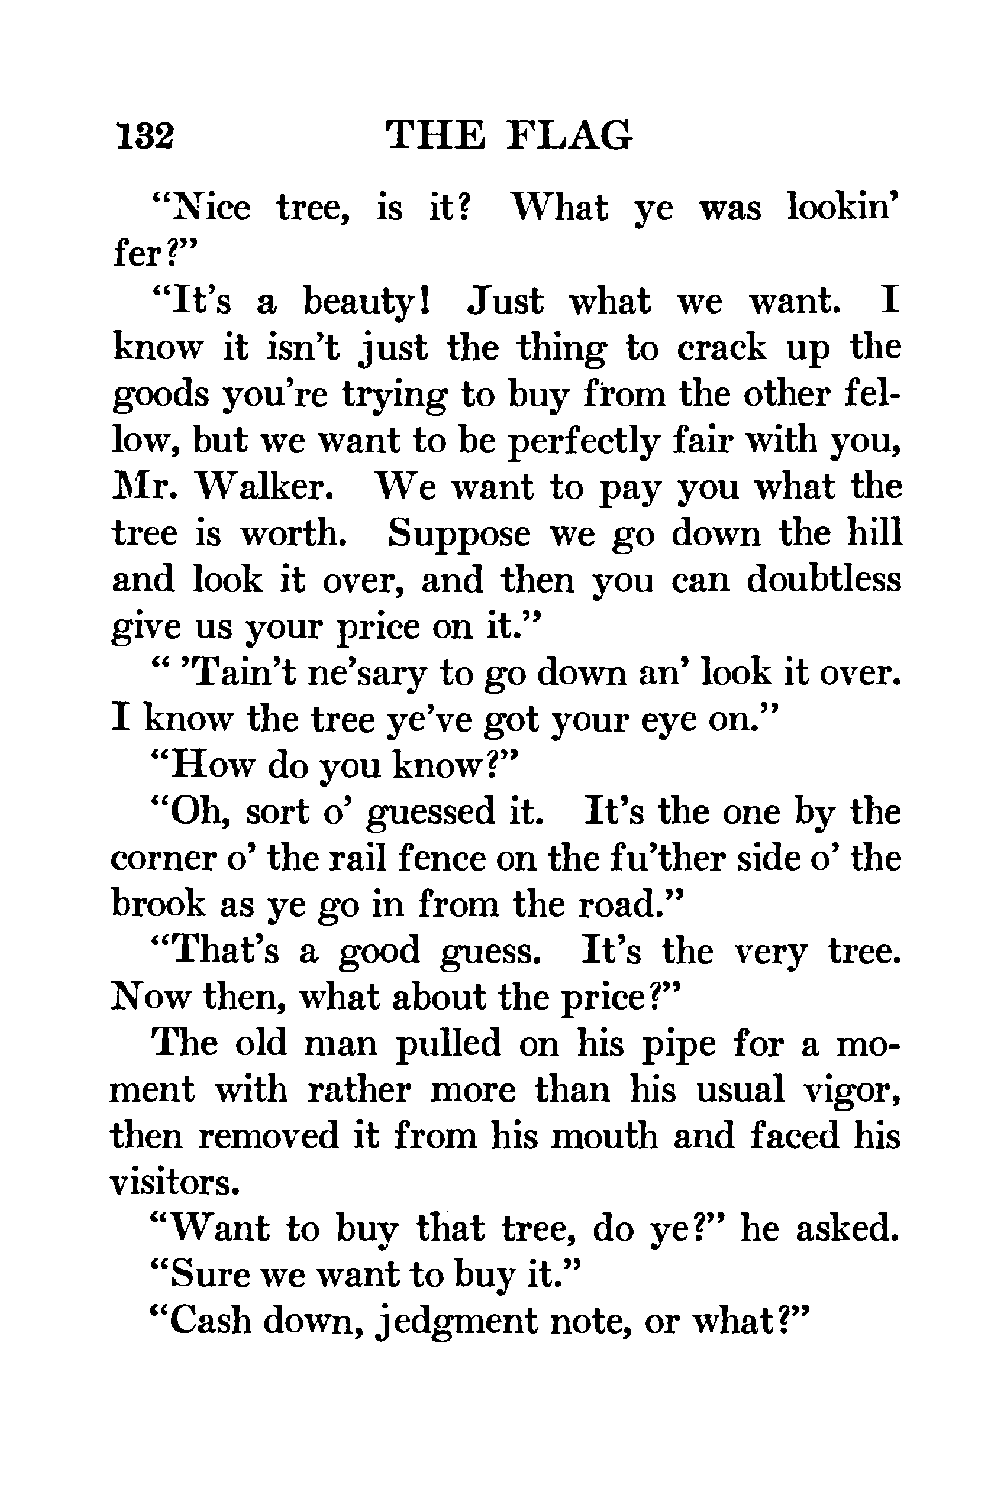 132 THE FLAG
“Nice tree, is it? What ye was lookin’
fer?”
“It’s a beauty! Just what we want. I
know it isn’t just the thing to crack up the
goods you’re trying to buy from the other fel-
low, but we want to be perfectly fair with you,
Mr. Walker. We want to pay you what the
tree is worth. Suppose we go down the hill
and look it over, and then you can doubtless
give us your price on it.”
“ ’Tain’t ne’sary to go down an’ look it over.
I know the tree ye’ve got your eye on.”
“How do you know?”
“Oh, sort o’ guessed it. It’s the one by the
corner o’ the rail fence on the fu’ther side o’ the
brook as ye go in from the road.”
“That’s a good guess. It’s the very tree.
Now then, what about the price?”
The old man pulled on his pipe for a mo-
ment with rather more than his usual vigor,
then removed it from his mouth and faced his
visitors.
“Want to buy that tree, do ye?” he asked.
“Sure we want to buy it.”
“Cash down, jedgment note, or what?”